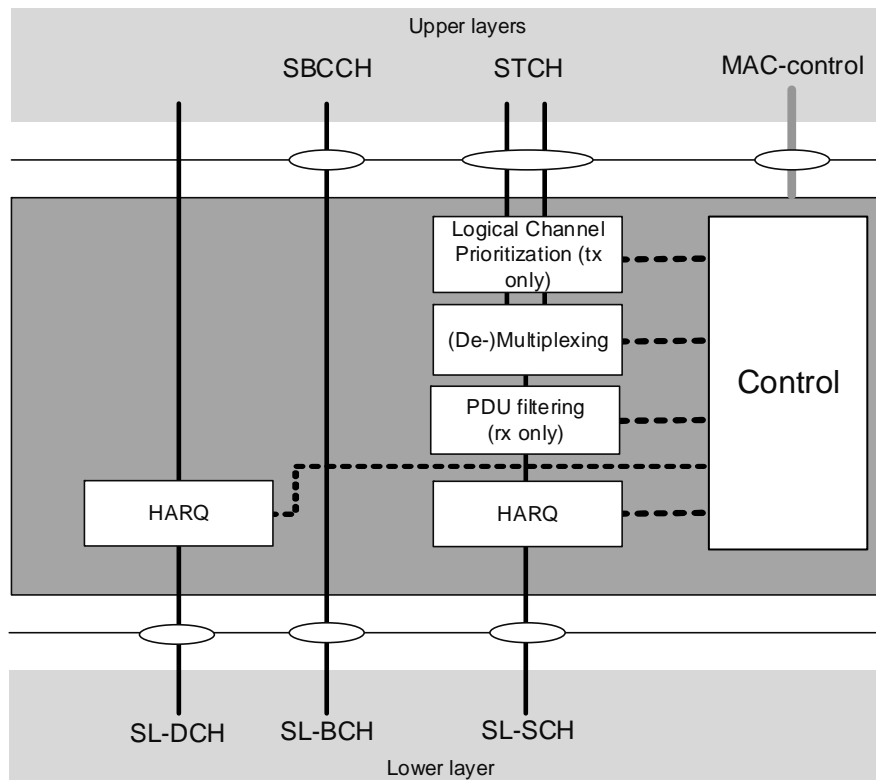 Upper layers
SBCCH
STCH
MAC-control
Logical Channel
Prioritization (tx
only)
(De-)Multiplexing
Control
PDU filtering
(rx only)
HARQ
HARQ
SL-DCH
SL-BCH
SL-SCH
Lower layer